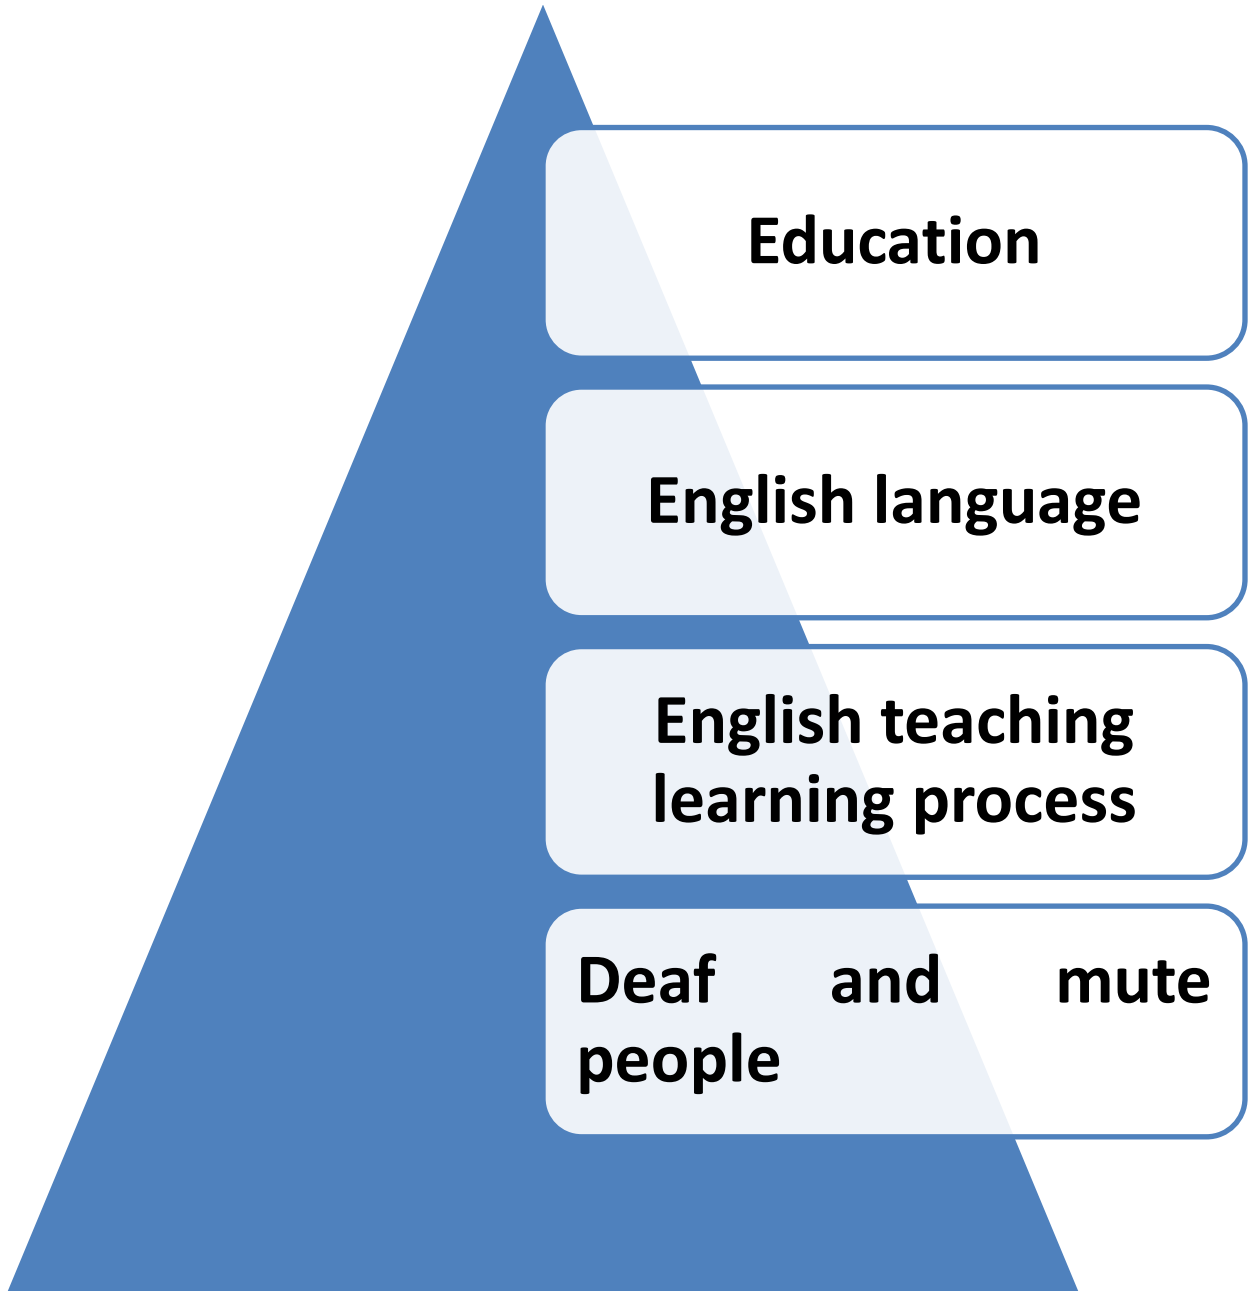 Education
English language
English teaching
learning process
Deaf and mute
people